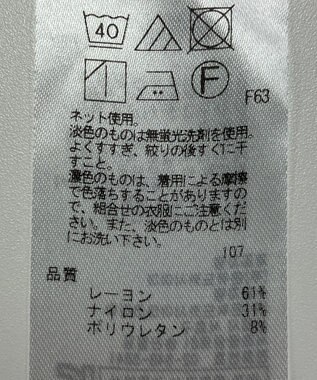 40
F
F63
ネット使用。
淡色のものは無蛍光洗剤を使用。
よくすすぎ、絞りの後すぐに干
すこと。
濃色のものは、着用による摩擦
で色落ちすることがありますの
で、組合せの衣服にご注意くだ
さい。また、淡色のものとは別
にお洗い下さい。
107
品質
レーヨン 61%
ナイロン 31%
ポリウレタン 8%